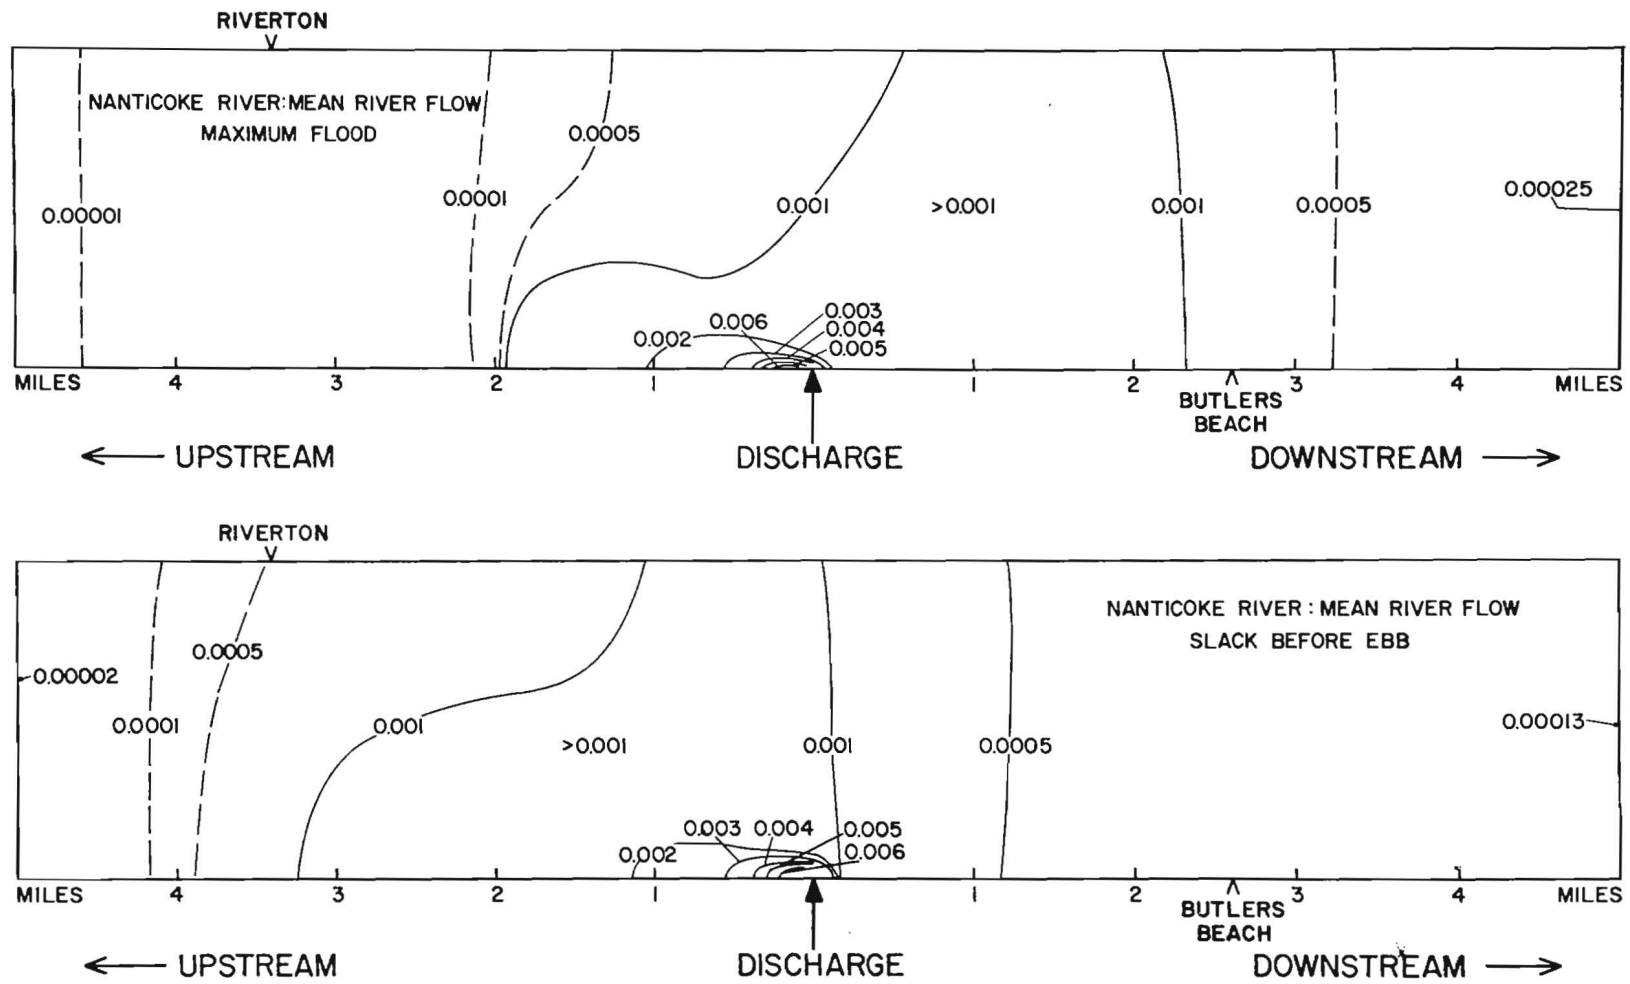 RIVERTON
NANTICOKE RIVER: MEAN RIVER FLOW
MAXIMUM FLOOD
0.0005
0.00001
0.0001
0.001
>0.001
0.001
0.0005
0.00025
0.003
0.006
0.004
0.002
0.005
MILES 4 3 2 1 1 2 3 4 MILES
BUTLERS
BEACH
← UPSTREAM DISCHARGE DOWNSTREAM →
RIVERTON
NANTICOKE RIVER : MEAN RIVER FLOW
SLACK BEFORE EBB
0.0005
0.00002
0.0001
0.001
>0.001
0.001
0.0005
0.00013
0.003 0.004 0.005
0.002
0.006
MILES 4 3 2 1 1 2 3 4 MILES
BUTLERS
BEACH
← UPSTREAM DISCHARGE DOWNSTREAM →